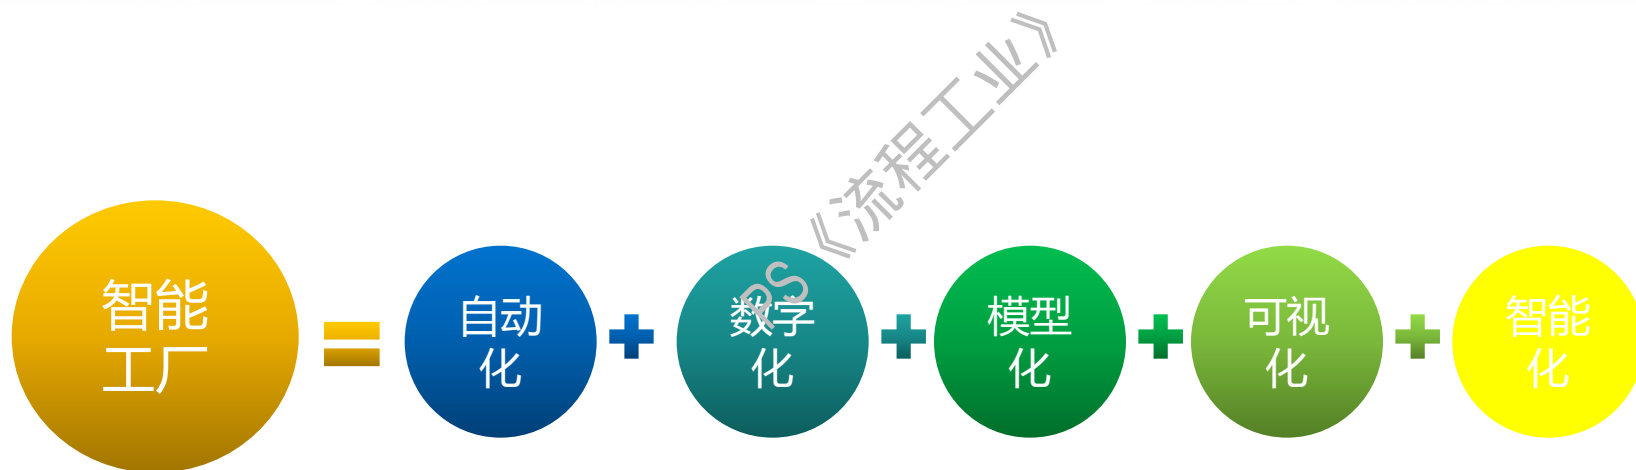 PS《流程工业》
智能
工厂
=
自动
化
+
数字
化
+
模型
化
+
可视
化
+
智能
化